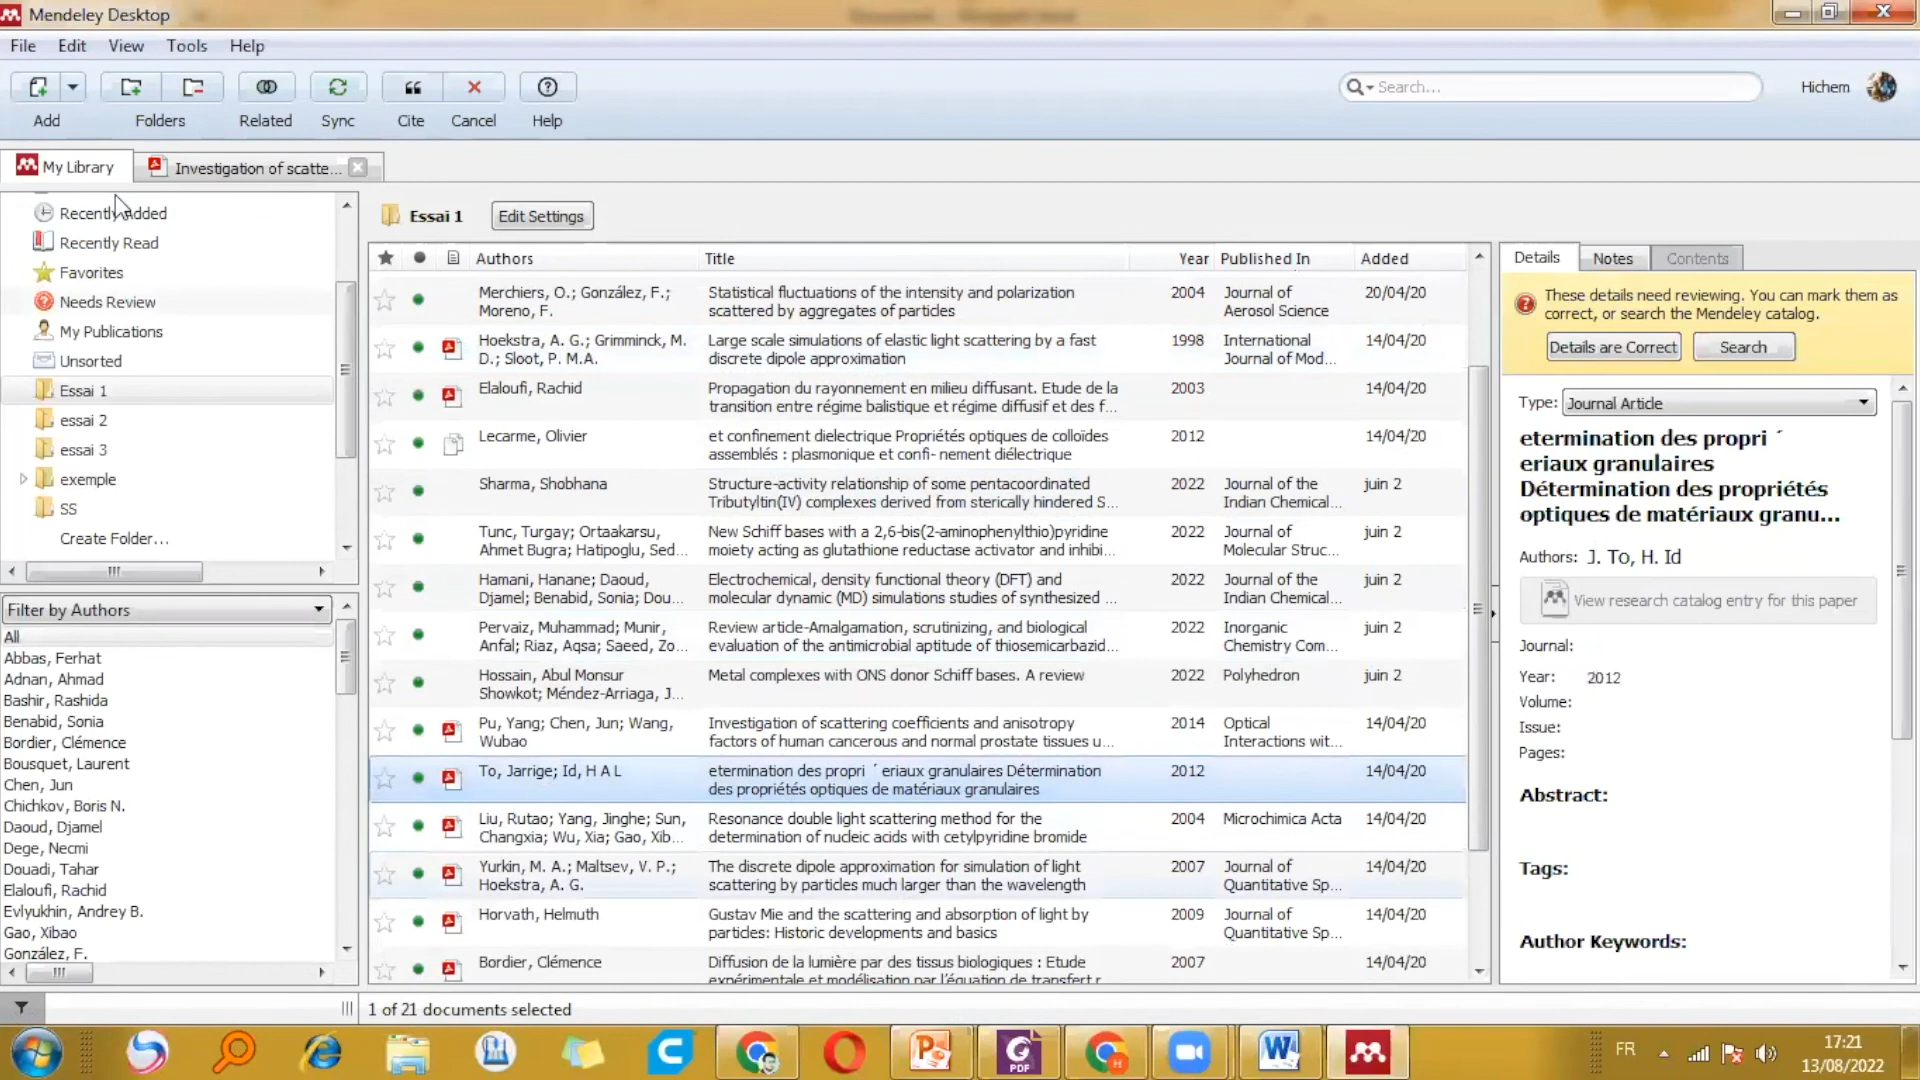 Mendeley Desktop
File Edit View Tools Help
Search...
Hichem
Add Folders Related Sync Cite Cancel Help
My Library
Investigation of scatte...
Recently Added
Recently Read
Favorites
Needs Review
My Publications
Unsorted
Essai 1
essai 2
essai 3
exemple
SS
Create Folder...
Filter by Authors
All
Abbas, Ferhat
Adnan, Ahmad
Bashir, Rashida
Benabid, Sonia
Bordier, Clémence
Bousquet, Laurent
Chen, Jun
Chichkov, Boris N.
Daoud, Djamel
Dege, Necmi
Douadi, Tahar
Elaloufi, Rachid
Evlyukhin, Andrey B.
Gao, Xibao
González, F.
Essai 1 Edit Settings
Authors Title Year Published In Added
Merchiers, O.; González, F.; Statistical fluctuations of the intensity and polarization 2004 Journal of 20/04/20
Moreno, F. scattered by aggregates of particles Aerosol Science
Hoekstra, A. G.; Grimminck, M. Large scale simulations of elastic light scattering by a fast 1998 International 14/04/20
D.; Sloot, P. M.A. discrete dipole approximation Journal of Mod...
Elaloufi, Rachid Propagation du rayonnement en milieu diffusant. Etude de la 2003 14/04/20
transition entre régime balistique et régime diffusif et des f...
Lecarme, Olivier et confinement dielectrique Propriétés optiques de colloïdes 2012 14/04/20
assemblés : plasmonique et confi- nement diélectrique
Sharma, Shobhana Structure-activity relationship of some pentacoordinated 2022 Journal of the juin 2
Tributyltin(IV) complexes derived from sterically hindered S... Indian Chemical...
Tunc, Turgay; Ortaakarsu, New Schiff bases with a 2,6-bis(2-aminophenylthio)pyridine 2022 Journal of juin 2
Ahmet Bugra; Hatipoglu, Sed... moiety acting as glutathione reductase activator and inhibi... Molecular Struc...
Hamani, Hanane; Daoud, Electrochemical, density functional theory (DFT) and 2022 Journal of the juin 2
Djamel; Benabid, Sonia; Dou... molecular dynamic (MD) simulations studies of synthesized ... Indian Chemical...
Pervaiz, Muhammad; Munir, Review article-Amalgamation, scrutinizing, and biological 2022 Inorganic juin 2
Anfal; Riaz, Aqsa; Saeed, Zo... evaluation of the antimicrobial aptitude of thiosemicarbazid... Chemistry Com...
Hossain, Abul Monsur Metal complexes with ONS donor Schiff bases. A review 2022 Polyhedron juin 2
Showkot; Méndez-Arriaga, J...
Pu, Yang; Chen, Jun; Wang, Investigation of scattering coefficients and anisotropy 2014 Optical 14/04/20
Wubao factors of human cancerous and normal prostate tissues u... Interactions wit...
To, Jarrige; Id, H A L etermination des propri ´ eriaux granulaires Détermination 2012 14/04/20
des propriétés optiques de matériaux granulaires
Liu, Rutao; Yang, Jinghe; Sun, Resonance double light scattering method for the 2004 Microchimica Acta 14/04/20
Changxia; Wu, Xia; Gao, Xib... determination of nucleic acids with cetylpyridine bromide
Yurkin, M. A.; Maltsev, V. P.; The discrete dipole approximation for simulation of light 2007 Journal of 14/04/20
Hoekstra, A. G. scattering by particles much larger than the wavelength Quantitative Sp...
Horvath, Helmuth Gustav Mie and the scattering and absorption of light by 2009 Journal of 14/04/20
particles: Historic developments and basics Quantitative Sp...
Bordier, Clémence Diffusion de la lumière par des tissus biologiques : Etude 2007 14/04/20
expérimentale et modélisation par l'équation de transfert r
1 of 21 documents selected
Details Notes Contents
These details need reviewing. You can mark them as
correct, or search the Mendeley catalog.
Details are Correct Search
Type: Journal Article
etermination des propri ´
eriaux granulaires
Détermination des propriétés
optiques de matériaux granu...
Authors: J. To, H. Id
View research catalog entry for this paper
Journal:
Year: 2012
Volume:
Issue:
Pages:
Abstract:
Tags:
Author Keywords:
PDF
FR
17:21
13/08/2022